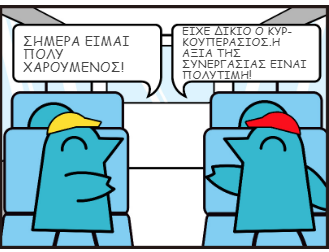 ΣΗΜΕΡΑ ΕΙΜΑΙ
ΠΟΛΥ
ΧΑΡΟΥΜΕΝΟΣ!
ΕΙΧΕ ΔΙΚΙΟ Ο ΚΥΡ-
ΚΟΥΠΕΡΑΣΙΟΣ.Η
ΑΞΙΑ ΤΗΣ
ΣΥΝΕΡΓΑΣΙΑΣ ΕΙΝΑΙ
ΠΟΛΥΤΙΜΗ!